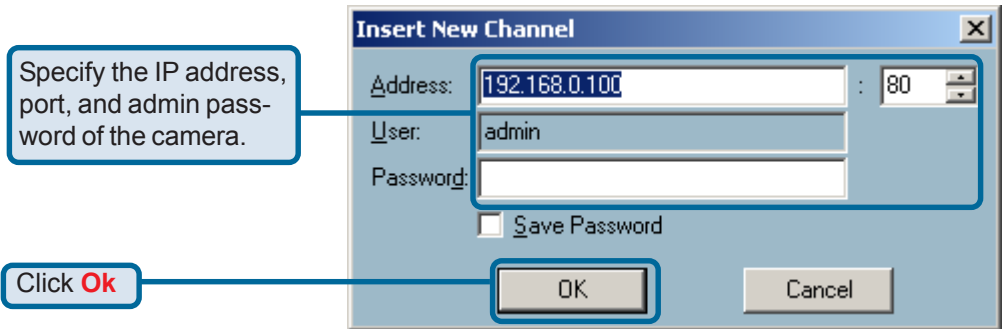 Insert New Channel
Specify the IP address,
port, and admin pass-
word of the camera.
Address: 192.168.0.100 : 80
User: admin
Password:
Save Password
Click Ok
OK Cancel